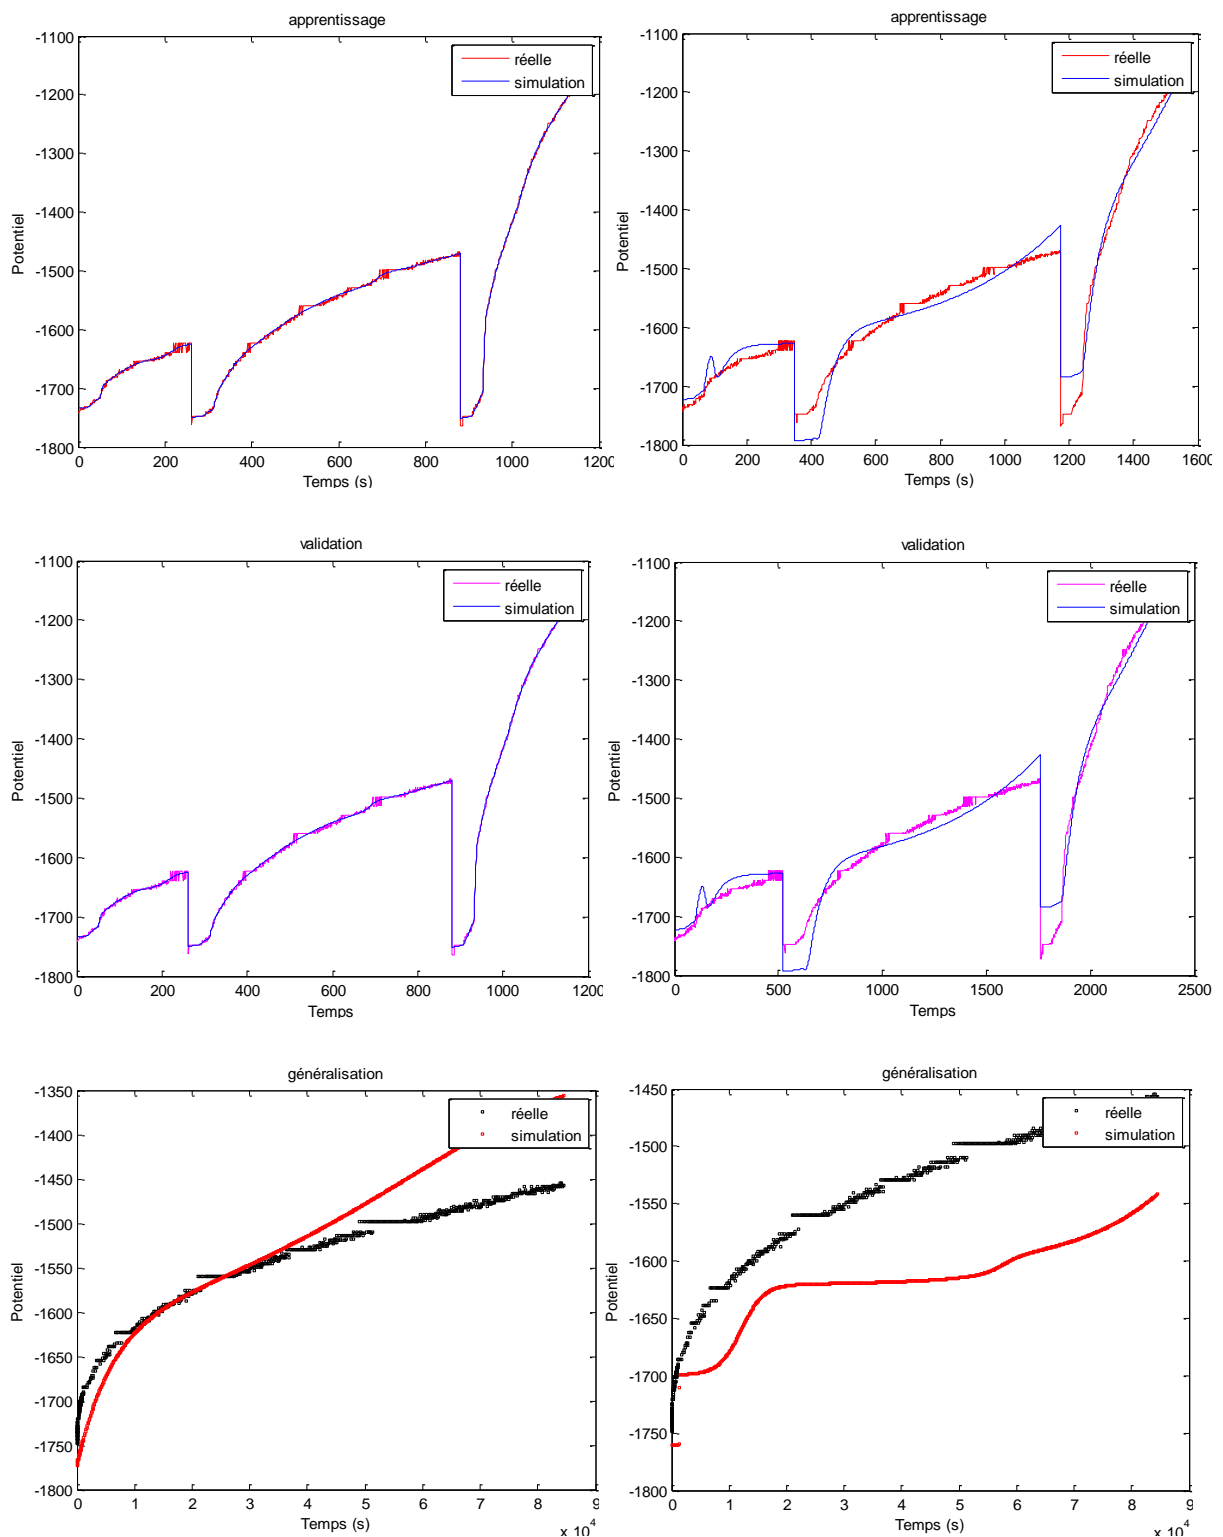 apprentissage
-1100
-1200
-1300
-1400
-1500
-1600
-1700
-1800
Potentiel
réelle
simulation
0 200 400 600 800 1000 1200
Temps (s)
apprentissage
-1100
-1200
-1300
-1400
-1500
-1600
-1700
-1800
Potentiel
réelle
simulation
0 200 400 600 800 1000 1200 1400 1600
Temps (s)
validation
-1100
-1200
-1300
-1400
-1500
-1600
-1700
-1800
Potentiel
réelle
simulation
0 200 400 600 800 1000 1200
Temps
validation
-1100
-1200
-1300
-1400
-1500
-1600
-1700
-1800
Potentiel
réelle
simulation
0 500 1000 1500 2000 2500
Temps
généralisation
-1350
-1400
-1450
-1500
-1550
-1600
-1650
-1700
-1750
-1800
Potentiel
réelle
simulation
0 1 2 3 4 5 6 7 8 9
Temps (s)
x 10^4
généralisation
-1450
-1500
-1550
-1600
-1650
-1700
-1750
-1800
Potentiel
réelle
simulation
0 1 2 3 4 5 6 7 8 9
Temps (s)
x 10^4